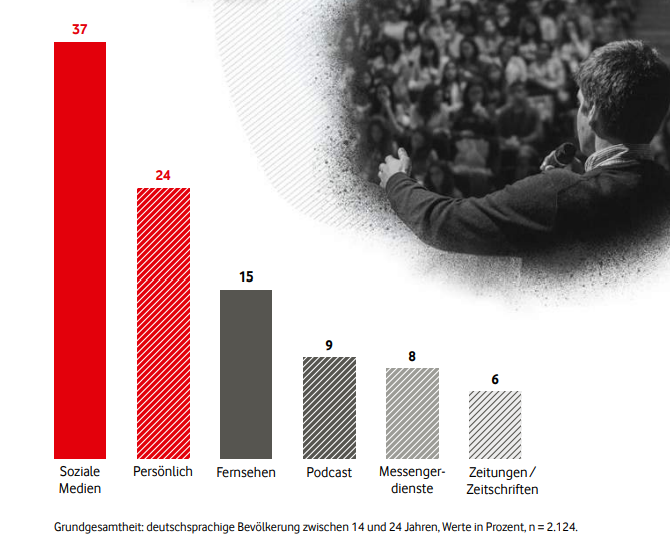 37
24
15
9
8
6
Soziale
Medien
Persönlich
Fernsehen
Podcast
Messenger-
dienste
Zeitungen/
Zeitschriften
Grundgesamtheit: deutschsprachige Bevölkerung zwischen 14 und 24 Jahren, Werte in Prozent, n = 2.124.